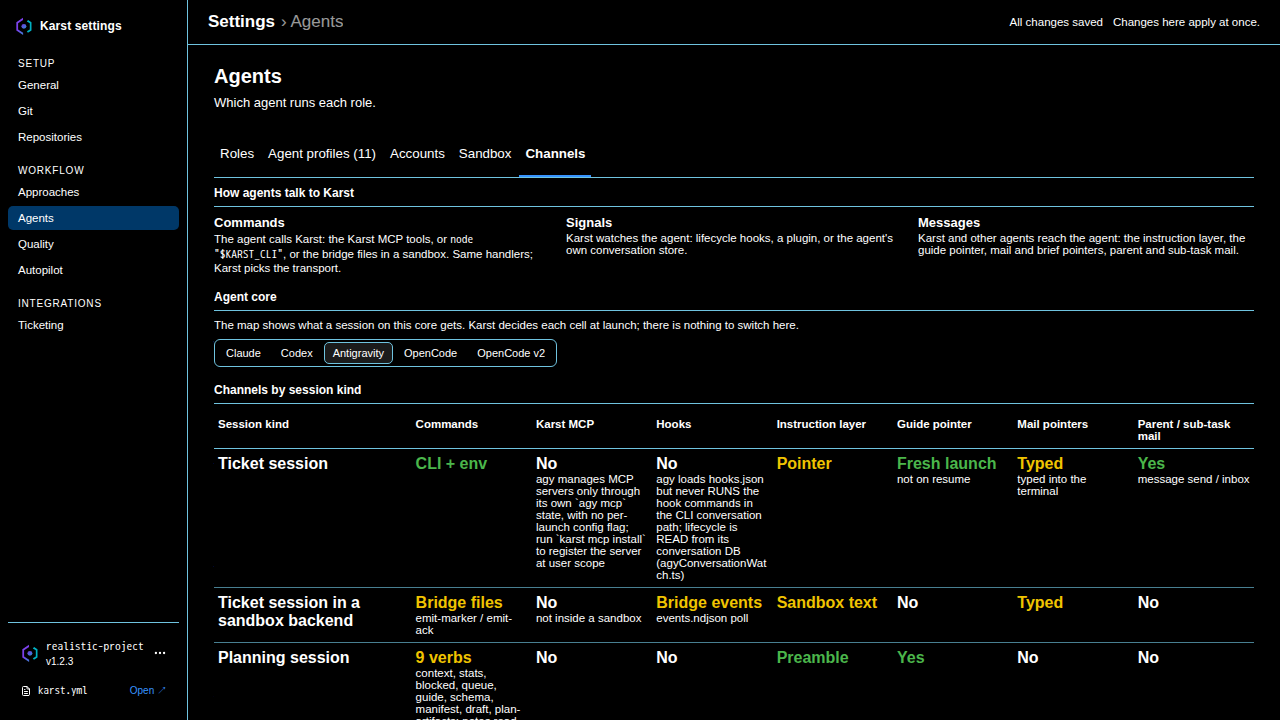 Karst settings
SETUP
General
Git
Repositories
WORKFLOW
Approaches
Agents
Quality
Autopilot
INTEGRATIONS
Ticketing
realistic-project
v1.2.3
karst.yml
Open ↗
Settings › Agents
All changes saved Changes here apply at once.
Agents
Which agent runs each role.
Roles Agent profiles (11) Accounts Sandbox Channels
How agents talk to Karst
Commands
The agent calls Karst: the Karst MCP tools, or node
"$KARST_CLI", or the bridge files in a sandbox. Same handlers;
Karst picks the transport.
Signals
Karst watches the agent: lifecycle hooks, a plugin, or the agent's
own conversation store.
Messages
Karst and other agents reach the agent: the instruction layer, the
guide pointer, mail and brief pointers, parent and sub-task mail.
Agent core
The map shows what a session on this core gets. Karst decides each cell at launch; there is nothing to switch here.
Claude Codex Antigravity OpenCode OpenCode v2
Channels by session kind
Session kind
Commands
Karst MCP
Hooks
Instruction layer
Guide pointer
Mail pointers
Parent / sub-task
mail
Ticket session
CLI + env
No
agy manages MCP
servers only through
its own `agy mcp`
state, with no per-
launch config flag;
run `karst mcp install`
to register the server
at user scope
No
agy loads hooks.json
but never RUNS the
hook commands in
the CLI conversation
path; lifecycle is
READ from its
conversation DB
(agyConversationWat
ch.ts)
Pointer
Fresh launch
not on resume
Typed
typed into the
terminal
Yes
message send / inbox
Ticket session in a
sandbox backend
Bridge files
emit-marker / emit-
ack
No
not inside a sandbox
Bridge events
events.ndjson poll
Sandbox text
No
Typed
No
Planning session
9 verbs
context, stats,
blocked, queue,
guide, schema,
manifest, draft, plan-
No
No
Preamble
Yes
No
No